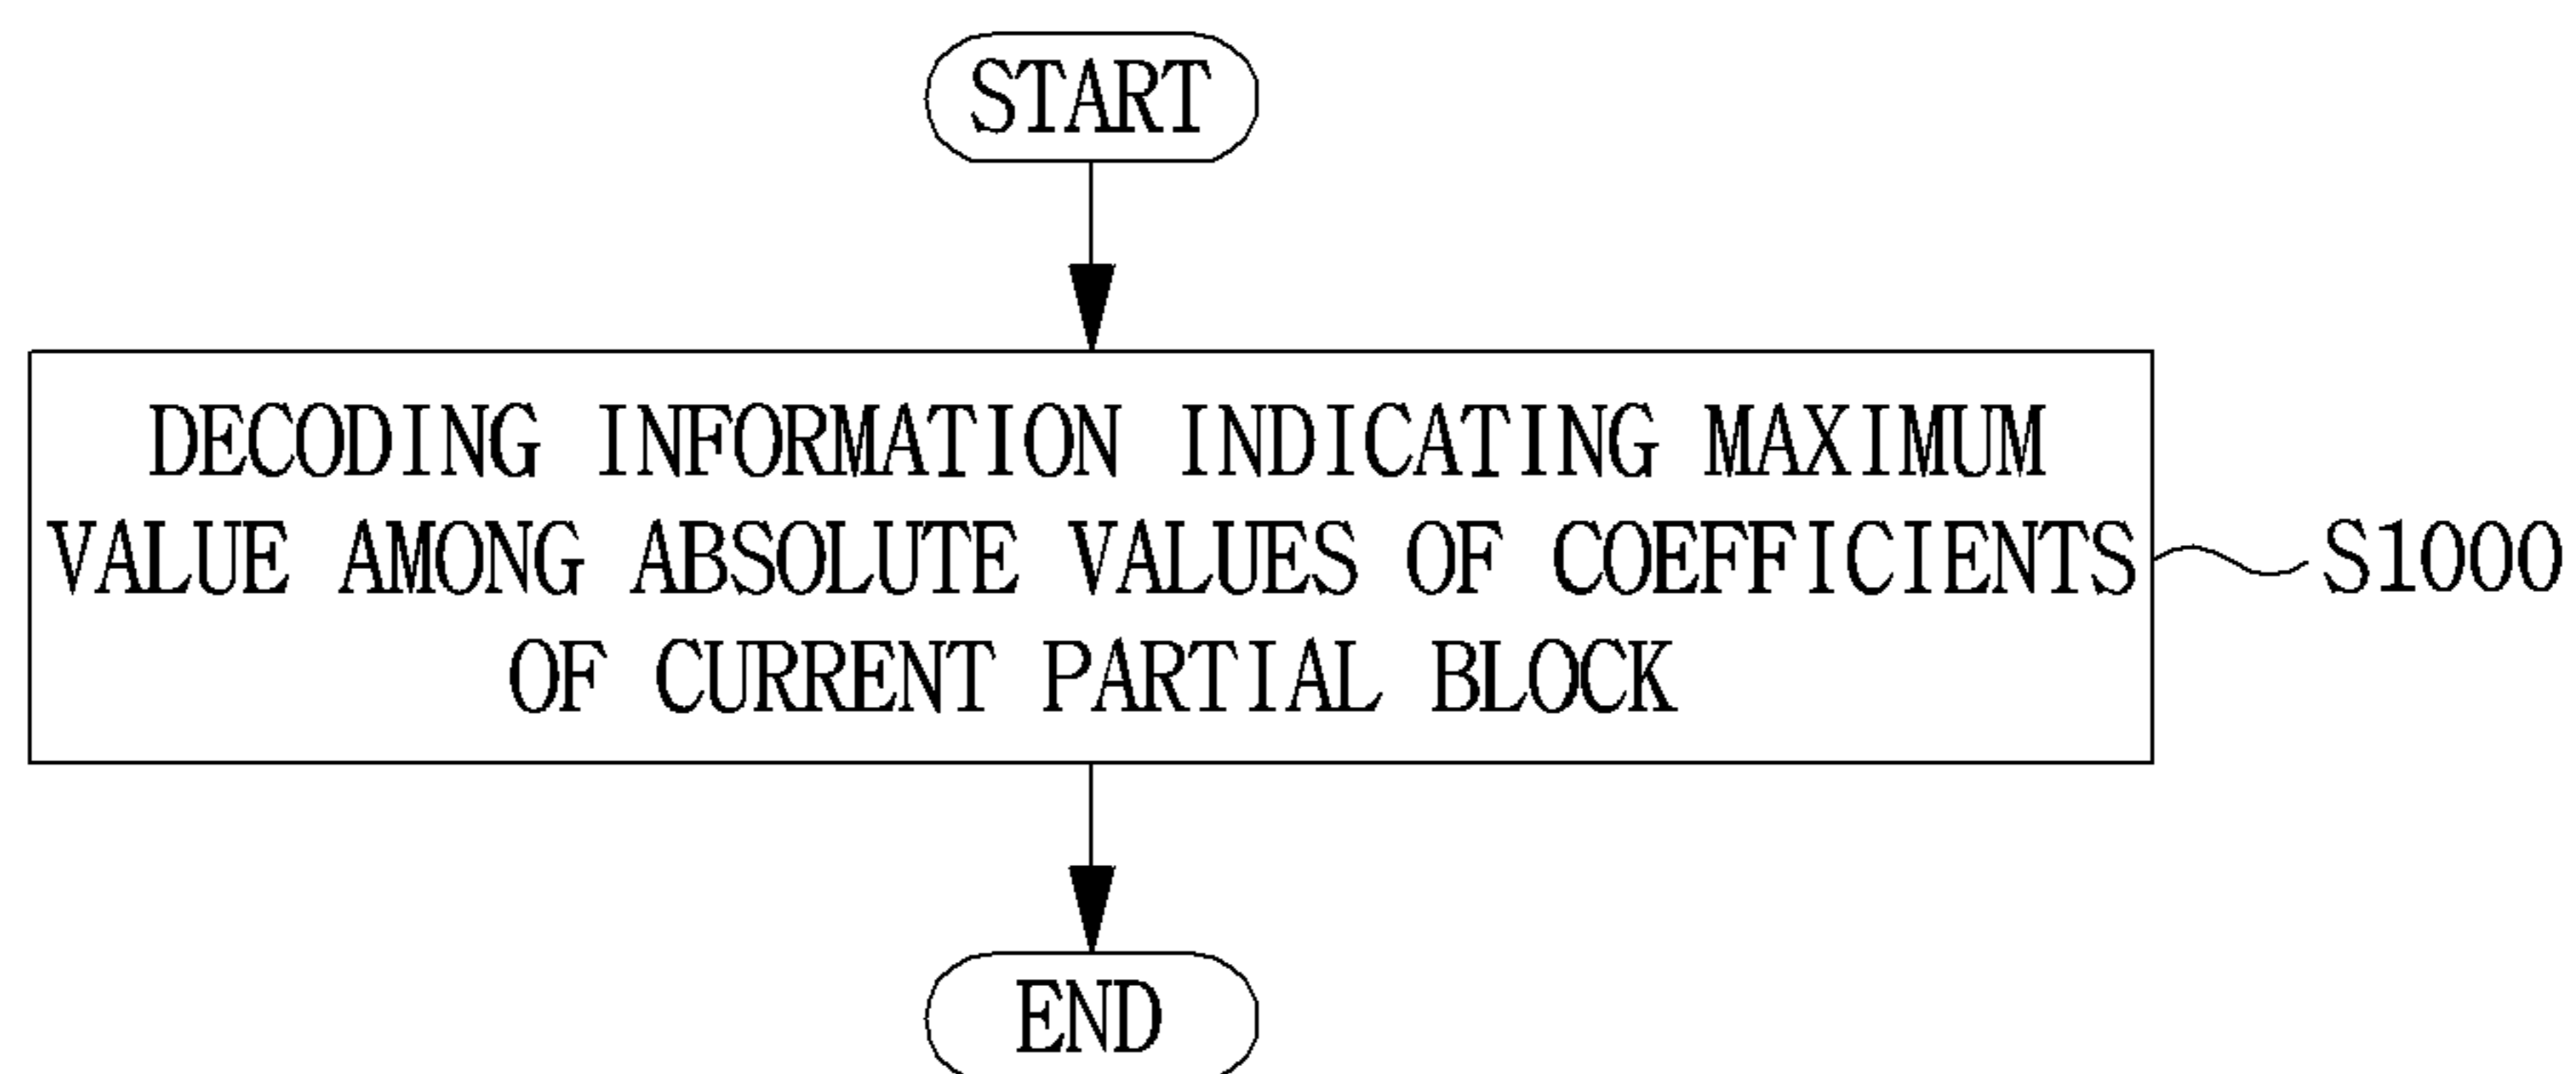 START
DECODING INFORMATION INDICATING MAXIMUM
VALUE AMONG ABSOLUTE VALUES OF COEFFICIENTS
OF CURRENT PARTIAL BLOCK
S1000
END